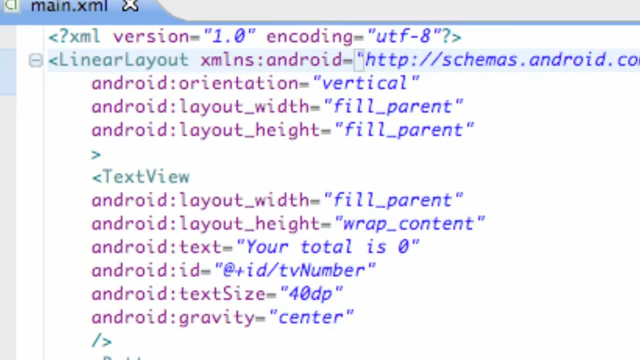 main.xml
<?xml version="1.0" encoding="utf-8"?>
<LinearLayout xmlns:android="http://schemas.android.co
android:orientation="vertical"
android:layout_width="fill_parent"
android:layout_height="fill_parent"
>
<TextView
android:layout_width="fill_parent"
android:layout_height="wrap_content"
android:text="Your total is 0"
android:id="@+id/tvNumber"
android:textSize="40dp"
android:gravity="center"
/>